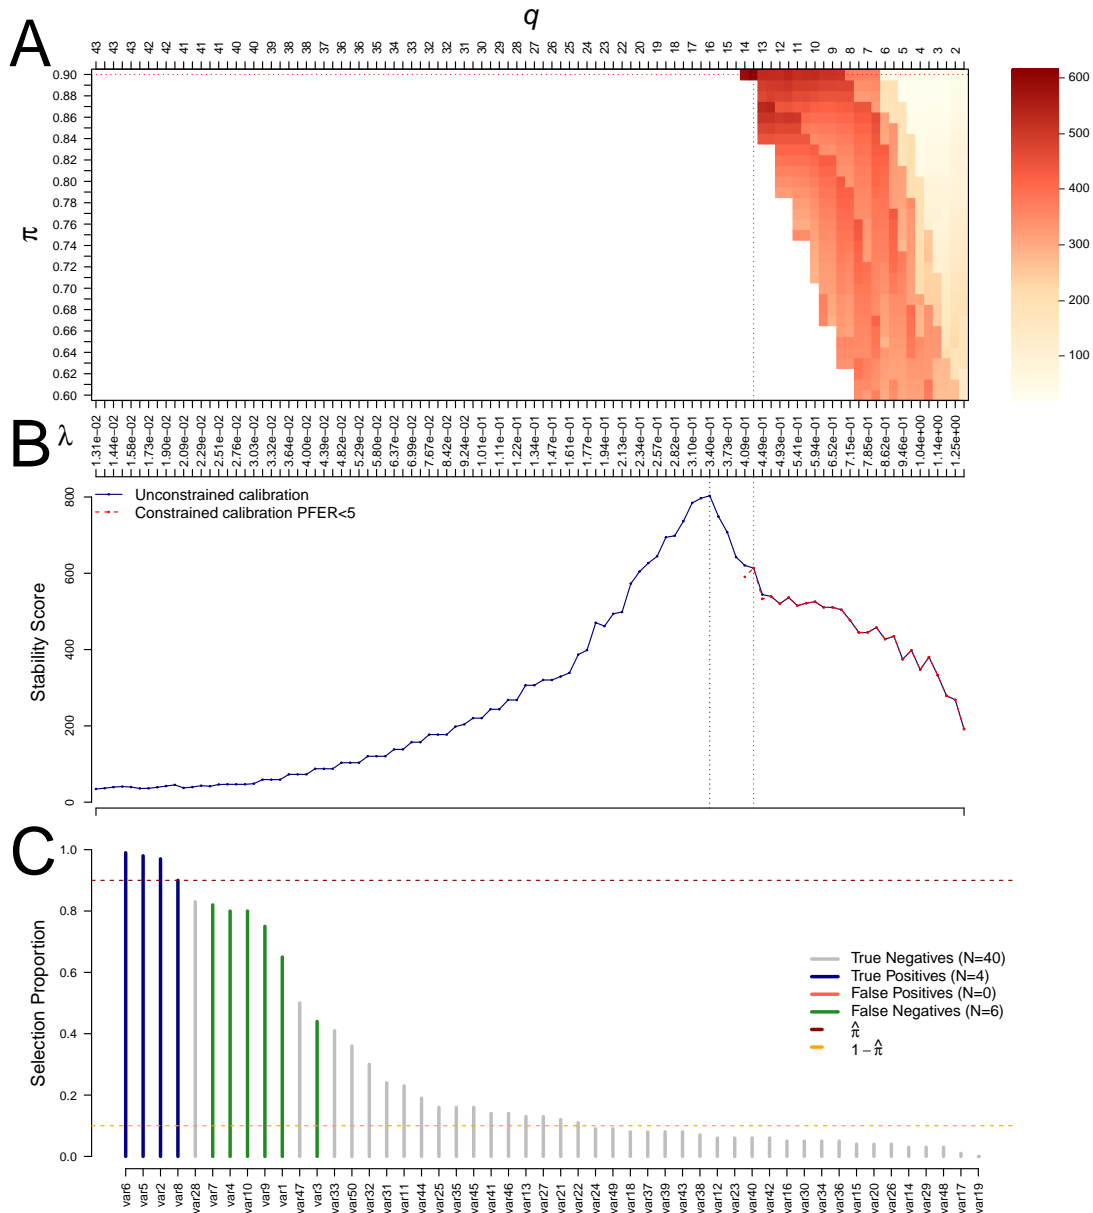 A
q
43 43 43 42 42 41 41 41 40 40 39 38 38 37 36 36 35 34 33 32 32 31 30 29 28 27 26 25 24 22 20 19 18 17 16 15 14 13 12 11 10 9 8 7 6 5 4 3 2
π
0.90
0.88
0.86
0.84
0.82
0.80
0.78
0.76
0.74
0.72
0.70
0.68
0.66
0.64
0.62
0.60
600
500
400
300
200
100
B
λ
1.31e−02 1.44e−02 1.58e−02 1.73e−02 1.90e−02 2.09e−02 2.29e−02 2.51e−02 2.76e−02 3.03e−02 3.32e−02 3.64e−02 4.00e−02 4.39e−02 4.82e−02 5.29e−02 5.80e−02 6.37e−02 6.99e−02 7.67e−02 8.42e−02 9.24e−02 1.01e−01 1.11e−01 1.22e−01 1.34e−01 1.47e−01 1.61e−01 1.77e−01 1.94e−01 2.13e−01 2.34e−01 2.57e−01 2.82e−01 3.10e−01 3.40e−01 3.73e−01 4.09e−01 4.49e−01 4.93e−01 5.41e−01 5.94e−01 6.52e−01 7.15e−01 7.85e−01 8.62e−01 9.46e−01 1.04e+00 1.14e+00 1.25e+00
Unconstrained calibration
Constrained calibration PFER<5
Stability Score
800
600
400
200
0
C
Selection Proportion
1.0
0.8
0.6
0.4
0.2
0.0
True Negatives (N=40)
True Positives (N=4)
False Positives (N=0)
False Negatives (N=6)
π̂
1−π̂
var6 var5 var2 var8 var28 var7 var4 var10 var9 var1 var47 var3 var33 var50 var32 var31 var11 var44 var25 var35 var45 var41 var46 var13 var27 var21 var22 var24 var49 var18 var37 var39 var43 var38 var12 var23 var40 var42 var16 var30 var34 var36 var15 var20 var26 var14 var29 var48 var17 var19